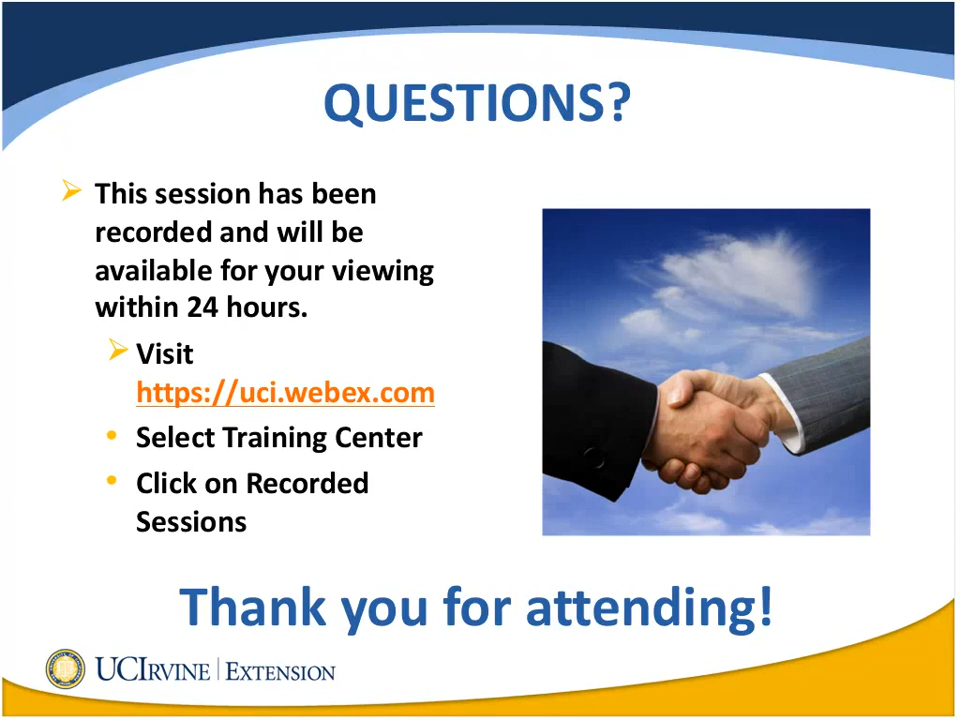 QUESTIONS?
This session has been
recorded and will be
available for your viewing
within 24 hours.
Visit
https://uci.webex.com
Select Training Center
Click on Recorded
Sessions
Thank you for attending!
UCIRVINE | EXTENSION